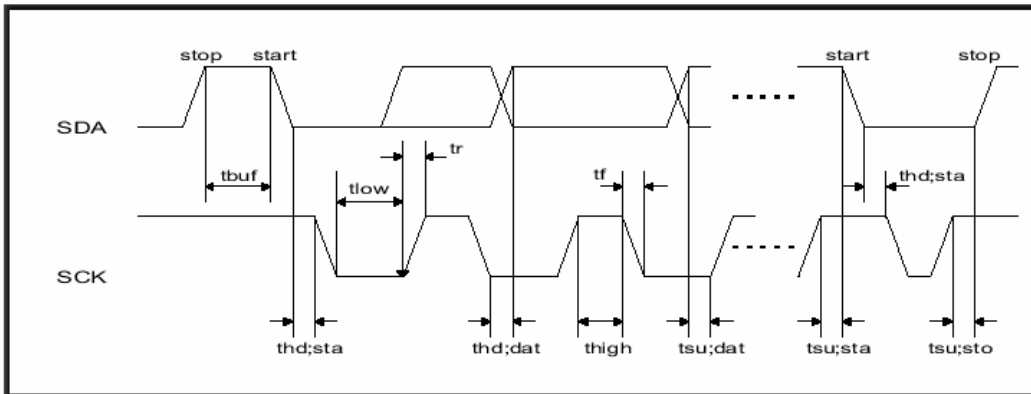 stop start start stop
SDA
tr
tbuf tlow tf thd;sta
SCK
thd;sta thd;dat thigh tsu;dat tsu;sta tsu;sto